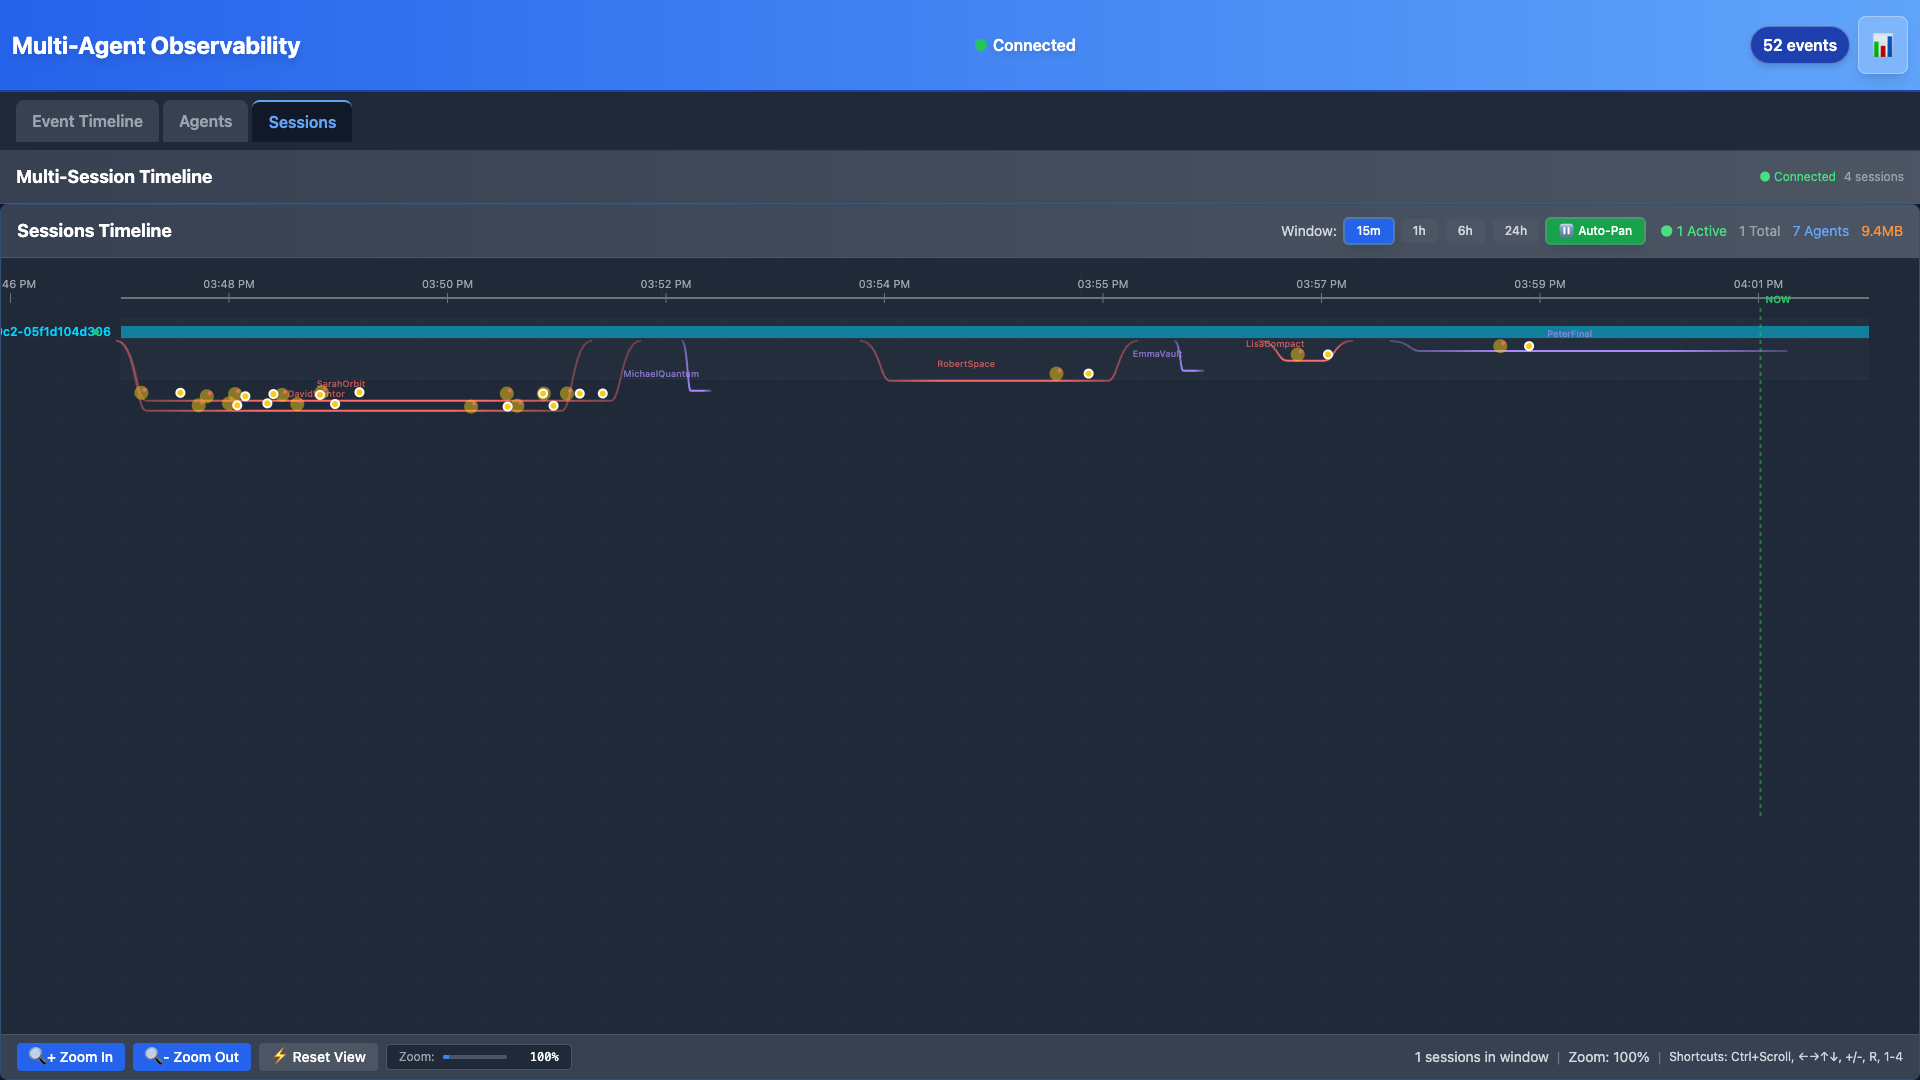 Multi-Agent Observability
Connected
52 events
Event Timeline
Agents
Sessions
Multi-Session Timeline
Connected
4 sessions
Sessions Timeline
Window:
15m
1h
6h
24h
Auto-Pan
1 Active
1 Total
7 Agents
9.4MB
46 PM
03:48 PM
03:50 PM
03:52 PM
03:54 PM
03:55 PM
03:57 PM
03:59 PM
04:01 PM
NOW
c2-05f1d104d306
PeterFinal
LisaCompact
EmmaVault
RobertSpace
MichaelQuantum
SarahOrbit
+ Zoom In
- Zoom Out
Reset View
Zoom:
100%
1 sessions in window | Zoom: 100% | Shortcuts: Ctrl+Scroll, ←→↑↓, +/-, R, 1-4